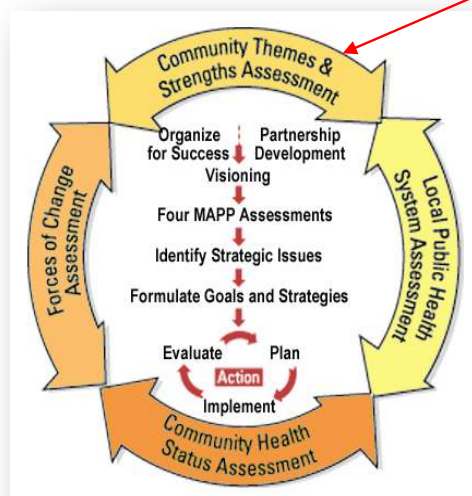 Community Themes &
Strengths Assessment
Organize
for Success
Partnership
Development
Visioning
Four MAPP Assessments
Identify Strategic Issues
Formulate Goals and Strategies
Evaluate
Plan
Action
Implement
Forces of Change
Assessment
Local Public Health
System Assessment
Community Health
Status Assessment